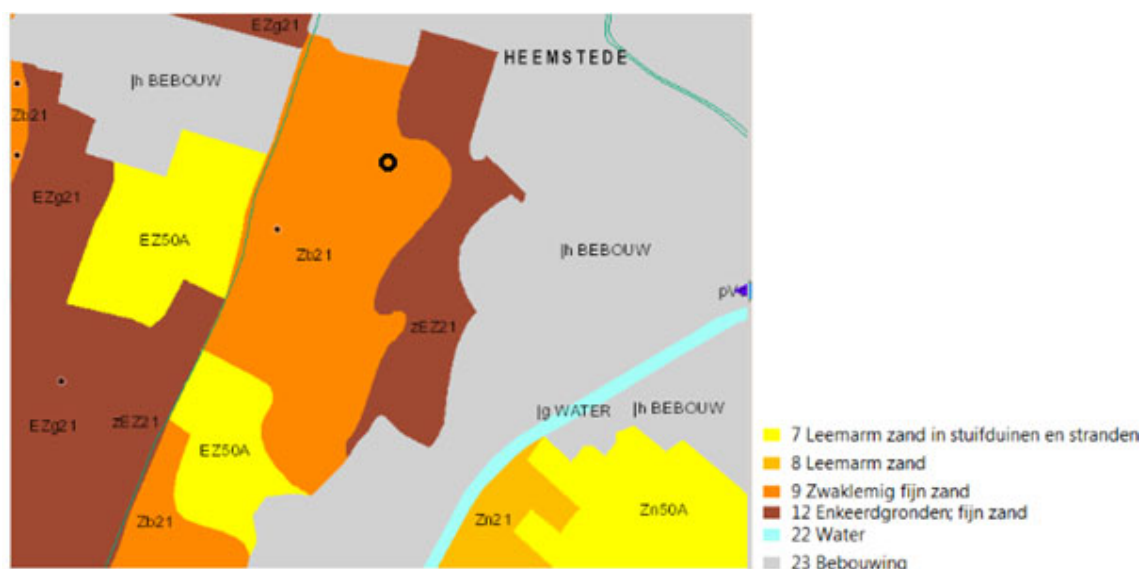 EZg21
HEEMSTEDE
|h BEBOUW
Zb21
EZg21
EZ50A
Zb21
|h BEBOUW
pV
zEZ21
|g WATER
|h BEBOUW
EZg21
zEZ21
EZ50A
Zb21
Zn21
Zn50A
7 Leemarm zand in stuifduinen en stranden
8 Leemarm zand
9 Zwaklemig fijn zand
12 Enkeerdgronden; fijn zand
22 Water
23 Bebouwing